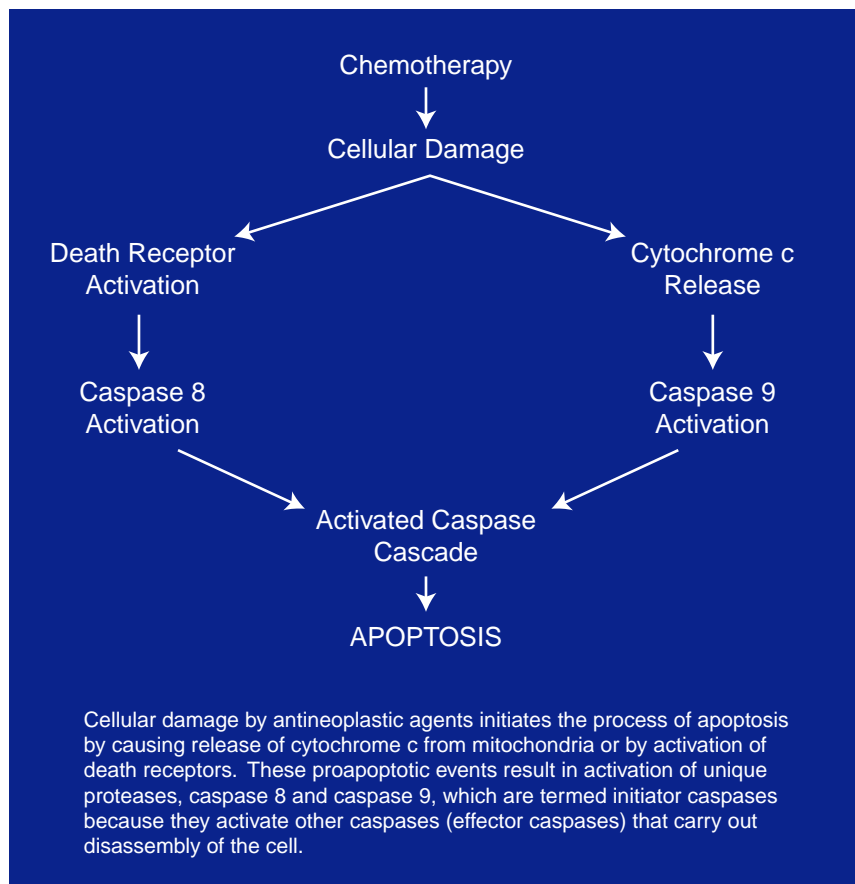 Chemotherapy
Cellular Damage
Death Receptor
Activation
Cytochrome c
Release
Caspase 8
Activation
Caspase 9
Activation
Activated Caspase
Cascade
APOPTOSIS
Cellular damage by antineoplastic agents initiates the process of apoptosis
by causing release of cytochrome c from mitochondria or by activation of
death receptors.  These proapoptotic events result in activation of unique
proteases, caspase 8 and caspase 9, which are termed initiator caspases
because they activate other caspases (effector caspases) that carry out
disassembly of the cell.